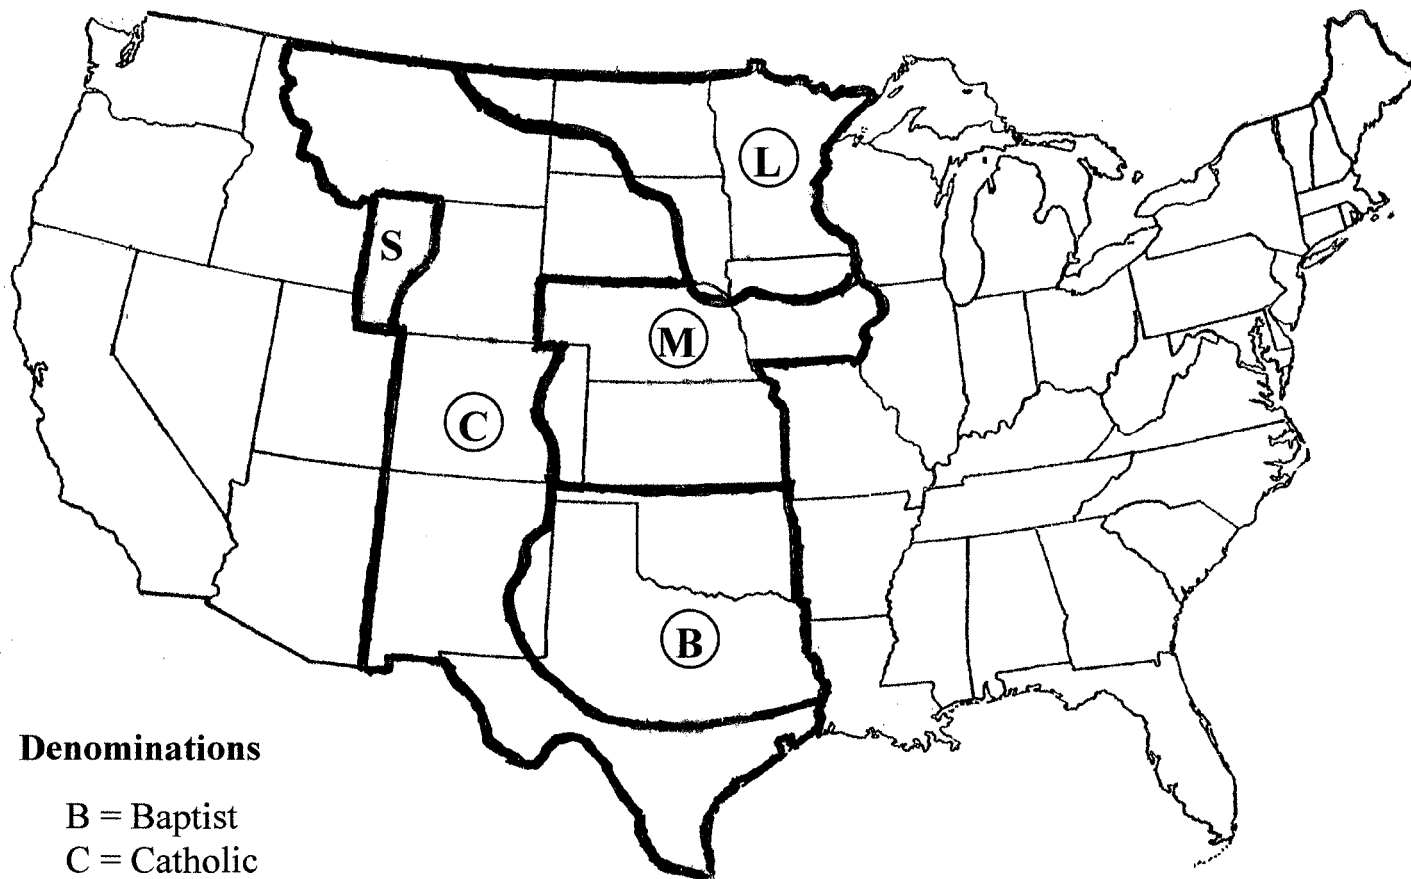 L
S
M
C
B
Denominations
B = Baptist
C = Catholic